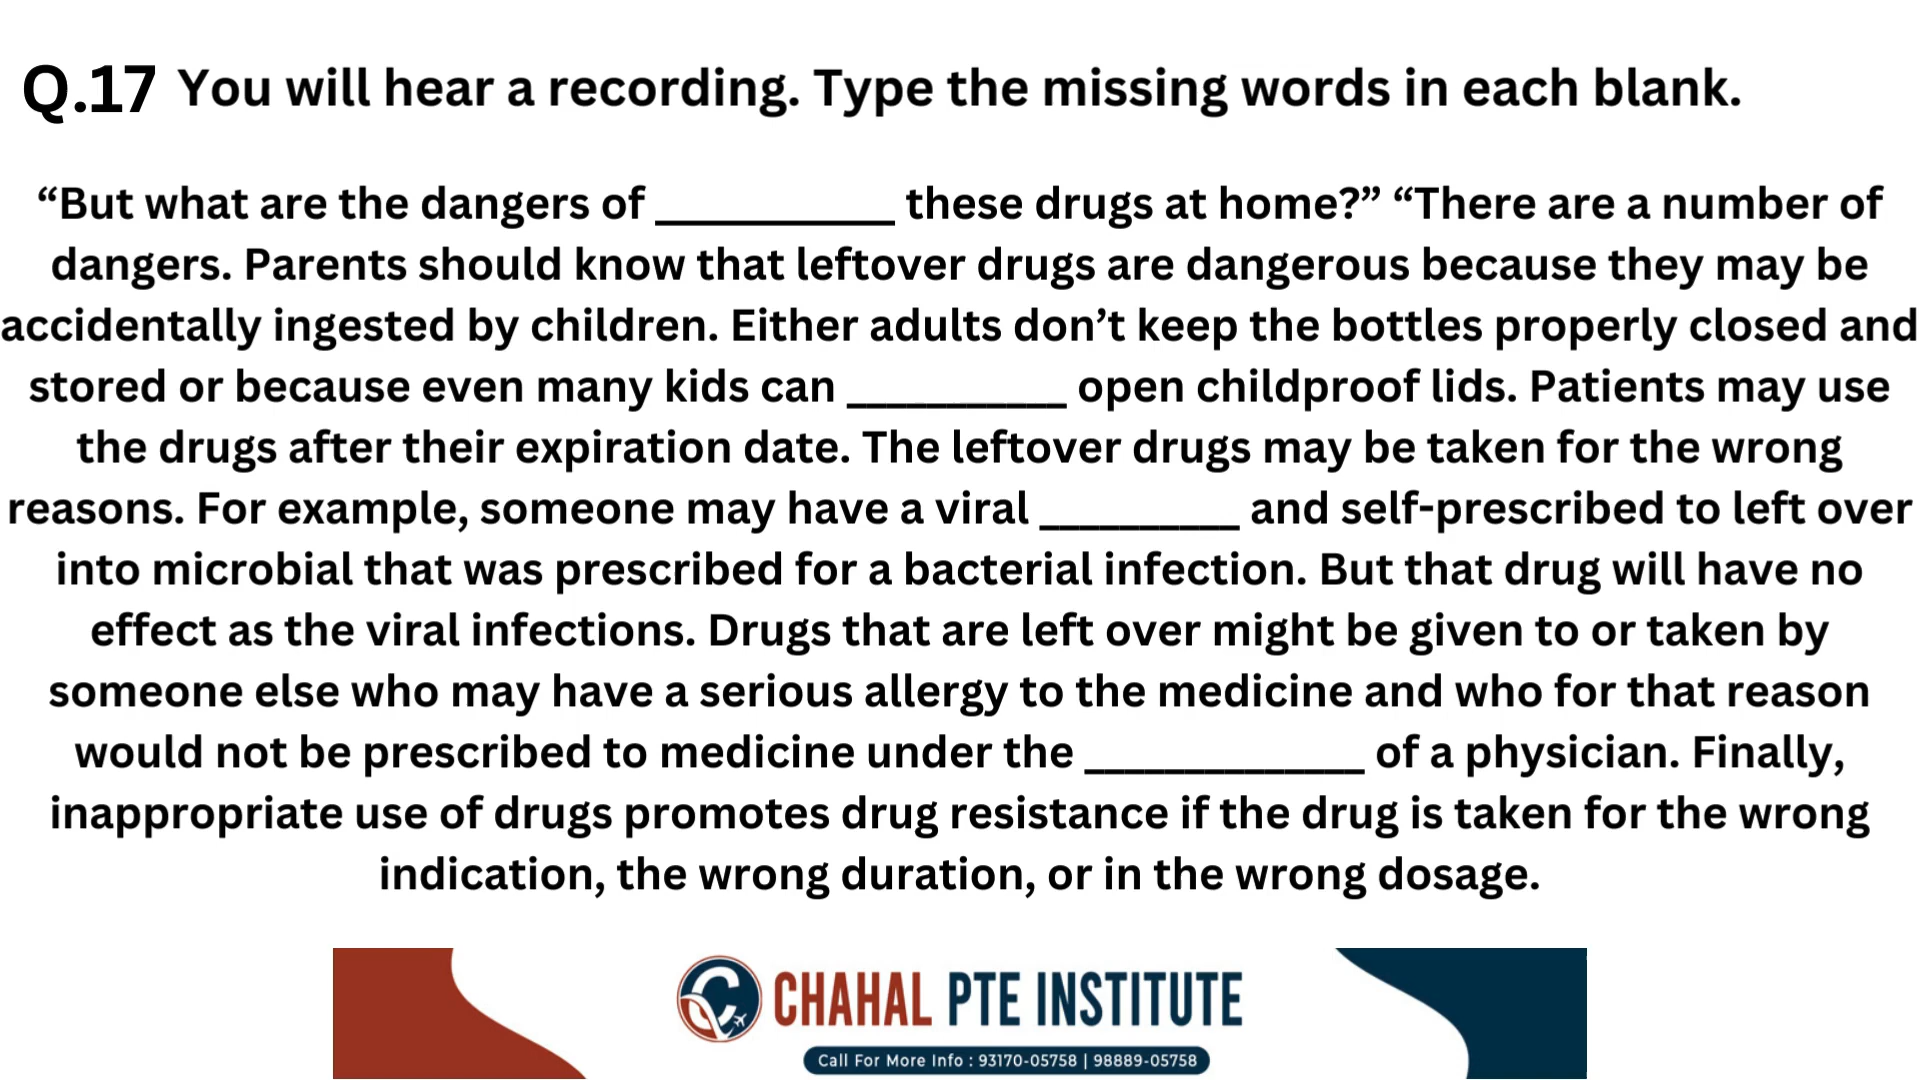 Q.17 You will hear a recording. Type the missing words in each blank.
“But what are the dangers of ____________ these drugs at home?” “There are a number of
dangers. Parents should know that leftover drugs are dangerous because they may be
accidentally ingested by children. Either adults don’t keep the bottles properly closed and
stored or because even many kids can ___________ open childproof lids. Patients may use
the drugs after their expiration date. The leftover drugs may be taken for the wrong
reasons. For example, someone may have a viral __________ and self-prescribed to left over
into microbial that was prescribed for a bacterial infection. But that drug will have no
effect as the viral infections. Drugs that are left over might be given to or taken by
someone else who may have a serious allergy to the medicine and who for that reason
would not be prescribed to medicine under the ______________ of a physician. Finally,
inappropriate use of drugs promotes drug resistance if the drug is taken for the wrong
indication, the wrong duration, or in the wrong dosage.
CHAHAL PTE INSTITUTE
Call For More Info : 93170-05758 | 98889-05758